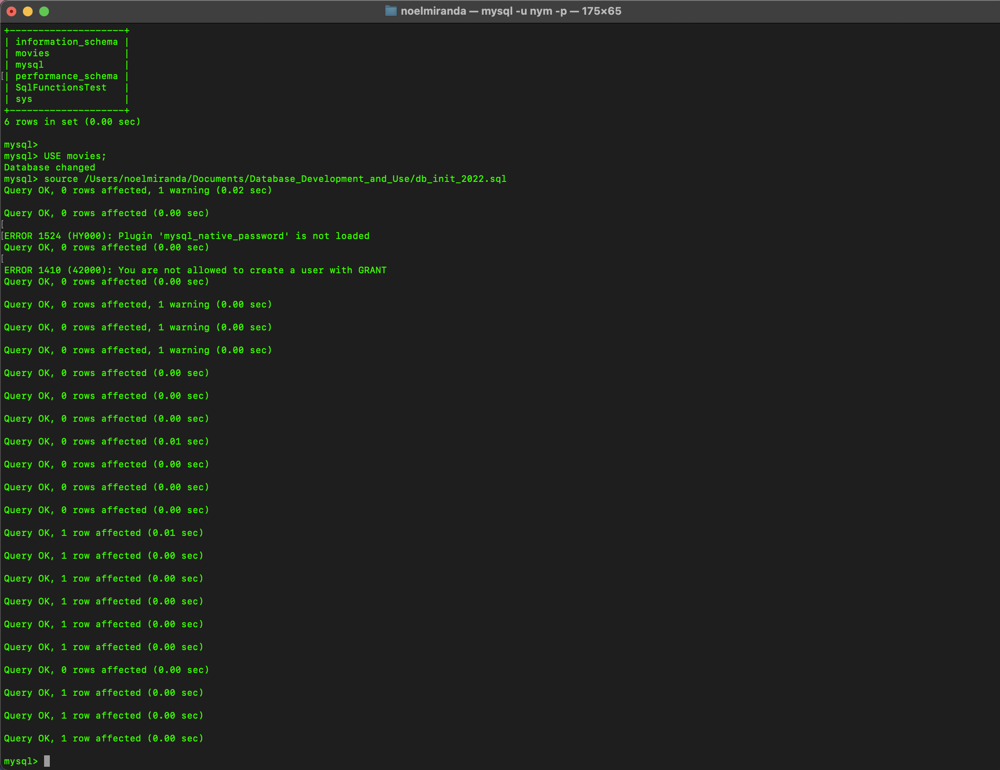 noelmiranda — mysql -u nym -p — 175×65
+--------------------+
| information_schema |
| movies             |
| mysql              |
[| performance_schema |
| SqlFunctionsTest   |
| sys                |
+--------------------+
6 rows in set (0.00 sec)
mysql>
mysql> USE movies;
Database changed
mysql> source /Users/noelmiranda/Documents/Database_Development_and_Use/db_init_2022.sql
Query OK, 0 rows affected, 1 warning (0.02 sec)
Query OK, 0 rows affected (0.00 sec)
[
[ERROR 1524 (HY000): Plugin 'mysql_native_password' is not loaded
Query OK, 0 rows affected (0.00 sec)
[
ERROR 1410 (42000): You are not allowed to create a user with GRANT
Query OK, 0 rows affected (0.00 sec)
Query OK, 0 rows affected, 1 warning (0.00 sec)
Query OK, 0 rows affected, 1 warning (0.00 sec)
Query OK, 0 rows affected, 1 warning (0.00 sec)
Query OK, 0 rows affected (0.00 sec)
Query OK, 0 rows affected (0.00 sec)
Query OK, 0 rows affected (0.00 sec)
Query OK, 0 rows affected (0.01 sec)
Query OK, 0 rows affected (0.00 sec)
Query OK, 0 rows affected (0.00 sec)
Query OK, 0 rows affected (0.00 sec)
Query OK, 1 row affected (0.01 sec)
Query OK, 1 row affected (0.00 sec)
Query OK, 1 row affected (0.00 sec)
Query OK, 1 row affected (0.00 sec)
Query OK, 1 row affected (0.00 sec)
Query OK, 1 row affected (0.00 sec)
Query OK, 0 rows affected (0.00 sec)
Query OK, 1 row affected (0.00 sec)
Query OK, 1 row affected (0.00 sec)
Query OK, 1 row affected (0.00 sec)
mysql>